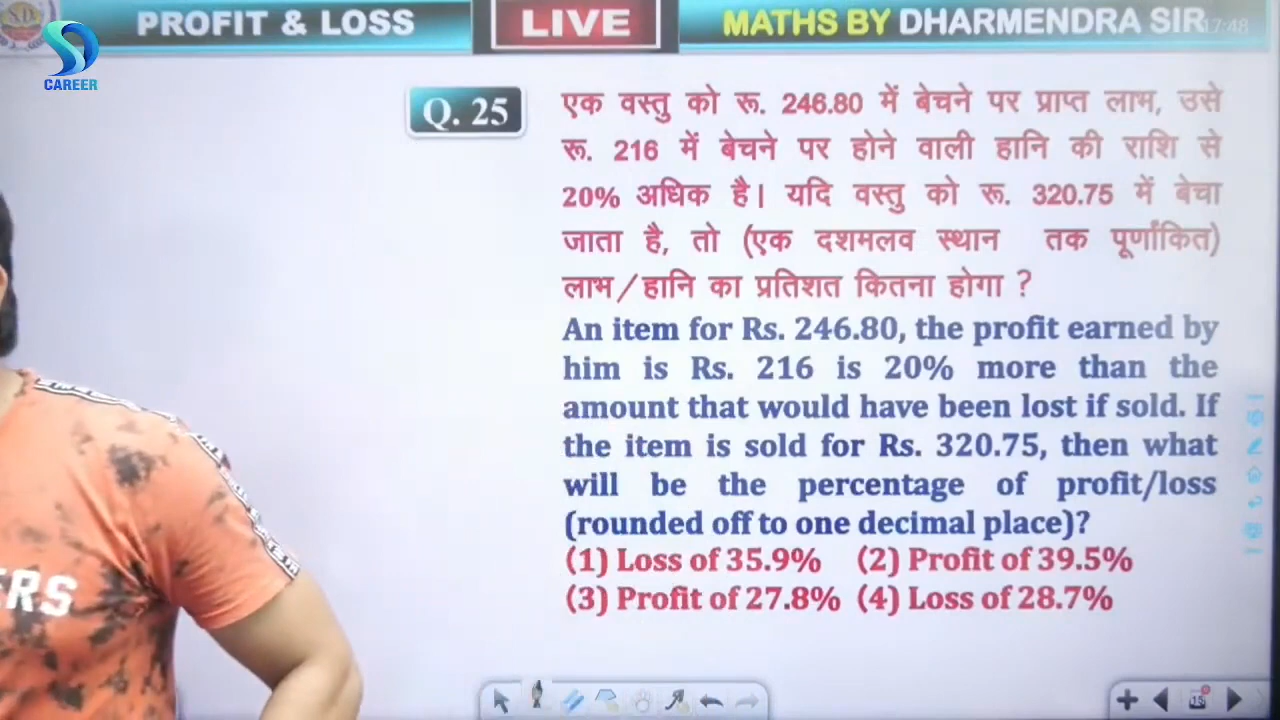 PROFIT & LOSS
LIVE
MATHS BY DHARMENDRA SIR
17:48
CAREER
Q. 25
एक वस्तु को रू. 246.80 में बेचने पर प्राप्त लाभ, उसे
रू. 216 में बेचने पर होने वाली हानि की राशि से
20% अधिक है। यदि वस्तु को रू. 320.75 में बेचा
जाता है, तो (एक दशमलव स्थान तक पूर्णांकित)
लाभ/हानि का प्रतिशत कितना होगा ?
An item for Rs. 246.80, the profit earned by
him is Rs. 216 is 20% more than the
amount that would have been lost if sold. If
the item is sold for Rs. 320.75, then what
will be the percentage of profit/loss
(rounded off to one decimal place)?
(1) Loss of 35.9% (2) Profit of 39.5%
(3) Profit of 27.8% (4) Loss of 28.7%
ERS
15